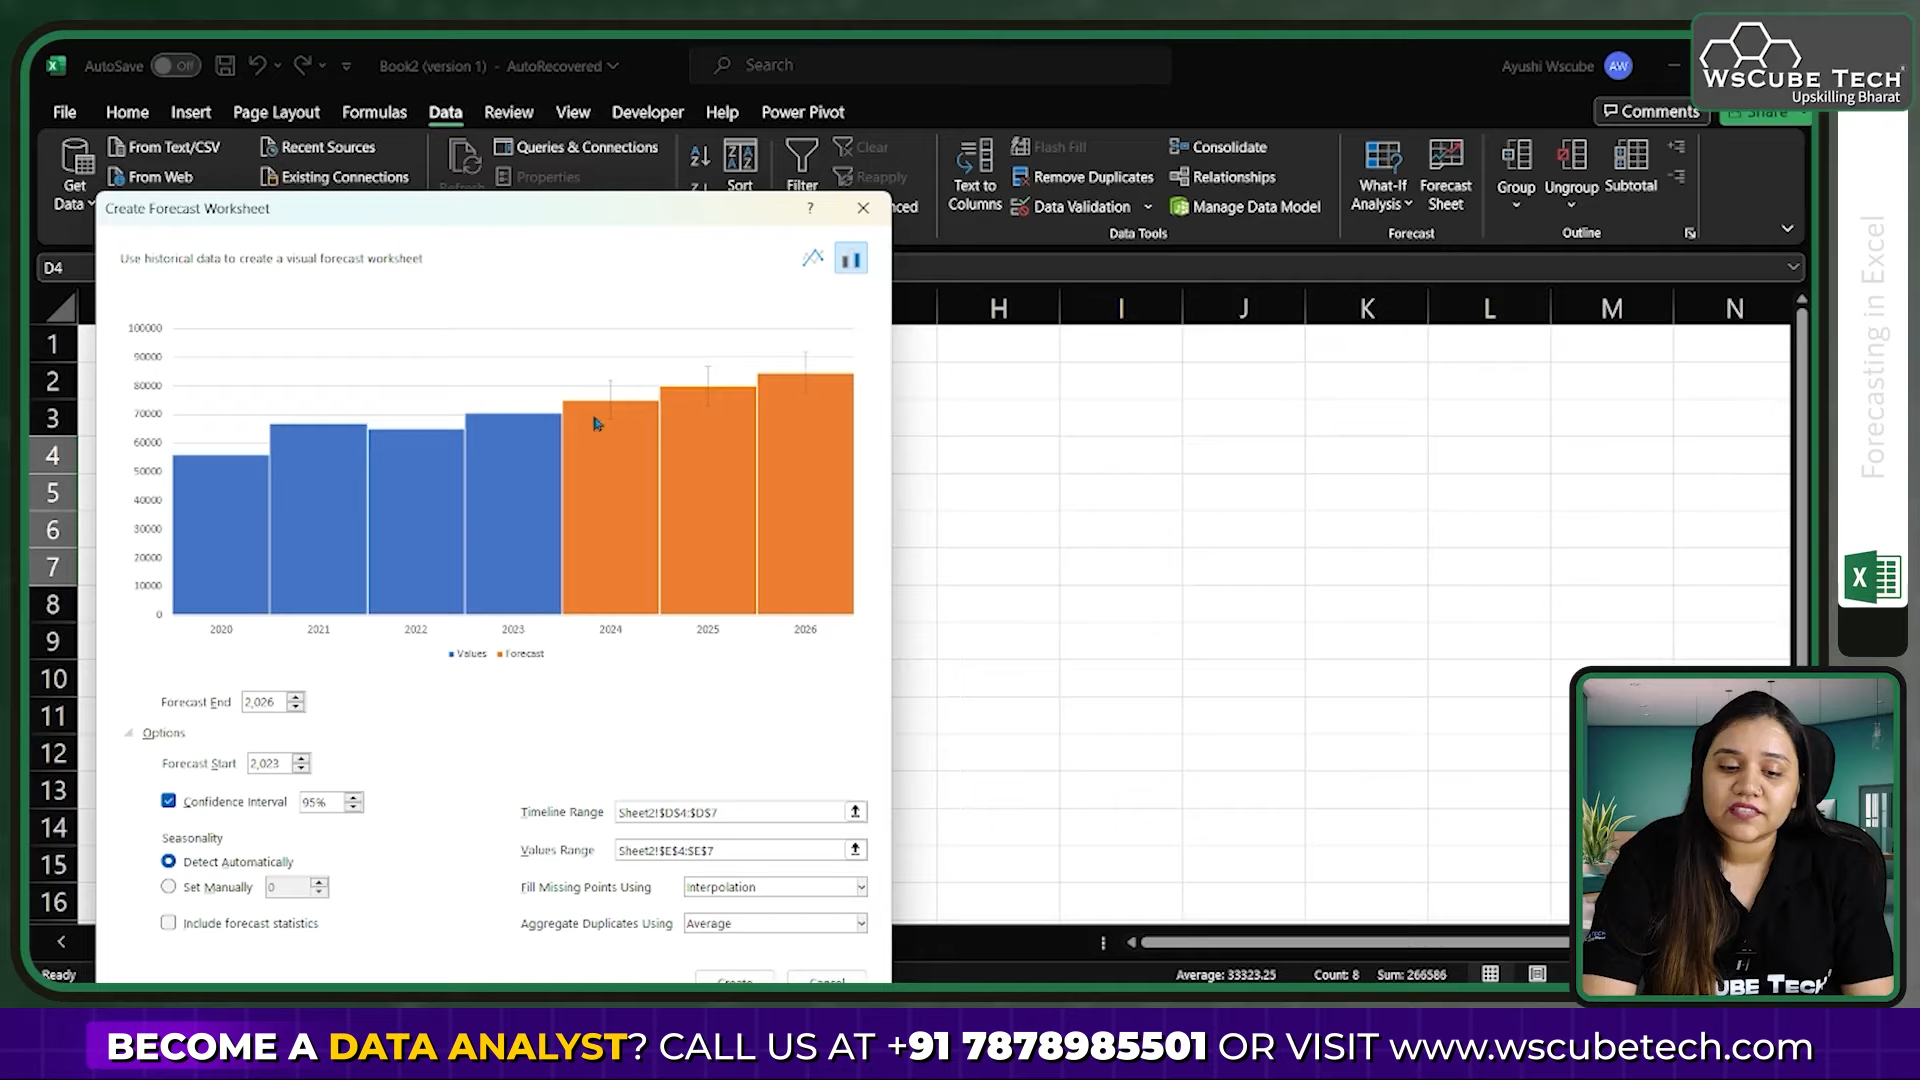 AutoSave Off Book2 (version 1) - AutoRecovered Search Ayushi Wscube AW
WSCUBE TECH
Upskilling Bharat
File Home Insert Page Layout Formulas Data Review View Developer Help Power Pivot Comments Share
From Text/CSV Recent Sources Queries & Connections Clear Flash Fill Consolidate
Get Data From Web Existing Connections Refresh Properties Sort Filter Reapply Text to Columns Remove Duplicates Relationships What-If Analysis Forecast Sheet Group Ungroup Subtotal
Data Validation Manage Data Model
Data Tools Forecast Outline
Create Forecast Worksheet ?
Use historical data to create a visual forecast worksheet
D4
H I J K L M N
1
2
3
4
5
6
7
8
9
10
11
12
13
14
15
16
100000
90000
80000
70000
60000
50000
40000
30000
20000
10000
0
2020 2021 2022 2023 2024 2025 2026
Values Forecast
Forecast End 2,026
Options
Forecast Start 2,023
Confidence Interval 95%
Seasonality
Detect Automatically
Set Manually 0
Include forecast statistics
Timeline Range Sheet2!$D$4:$D$7
Values Range Sheet2!$E$4:$E$7
Fill Missing Points Using Interpolation
Aggregate Duplicates Using Average
Create Cancel
Ready Average: 33323.25 Count: 8 Sum: 266586
Forecasting in Excel
X
CUBE TECH
BECOME A DATA ANALYST? CALL US AT +91 7878985501 OR VISIT www.wscubetech.com